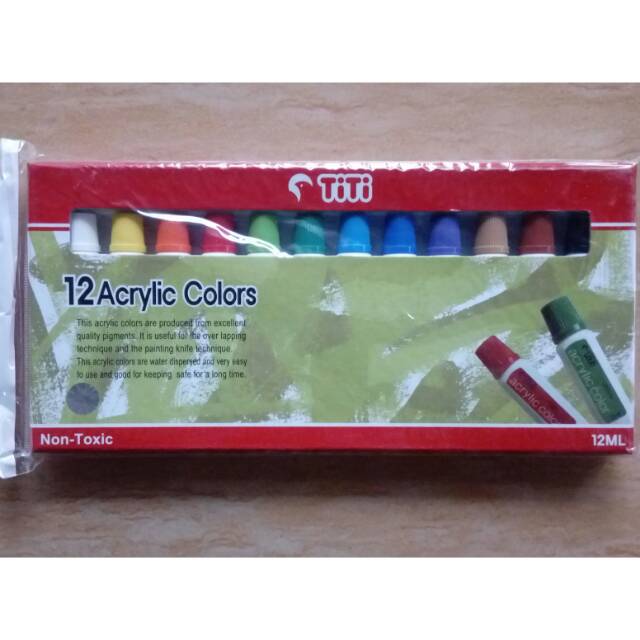 TiTi
12 Acrylic Colors
This acrylic colors are produced from excellent
quality pigments. It is useful for the over lapping
technique and the painting knife technique.
This acrylic colors are water dispersed and very easy
to use and good for keeping safe for a long time.
acrylic colo
acrylic color
Non-Toxic
12ML